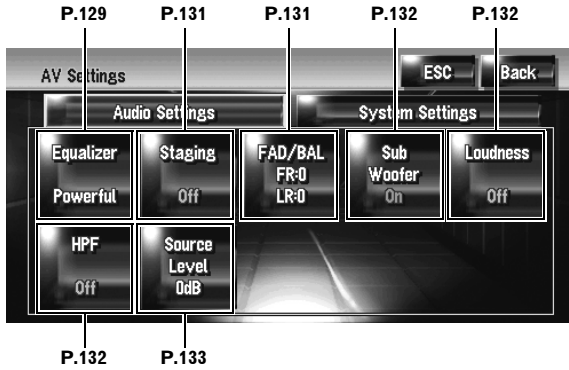 P.129 P.131 P.131 P.132 P.132
AV Settings
ESC
Back
Audio Settings
System Settings
Equalizer
Powerful
Staging
Off
FAD/BAL
FR:0
LR:0
Sub
Woofer
On
Loudness
Off
HPF
Off
Source
Level
0dB
P.132 P.133